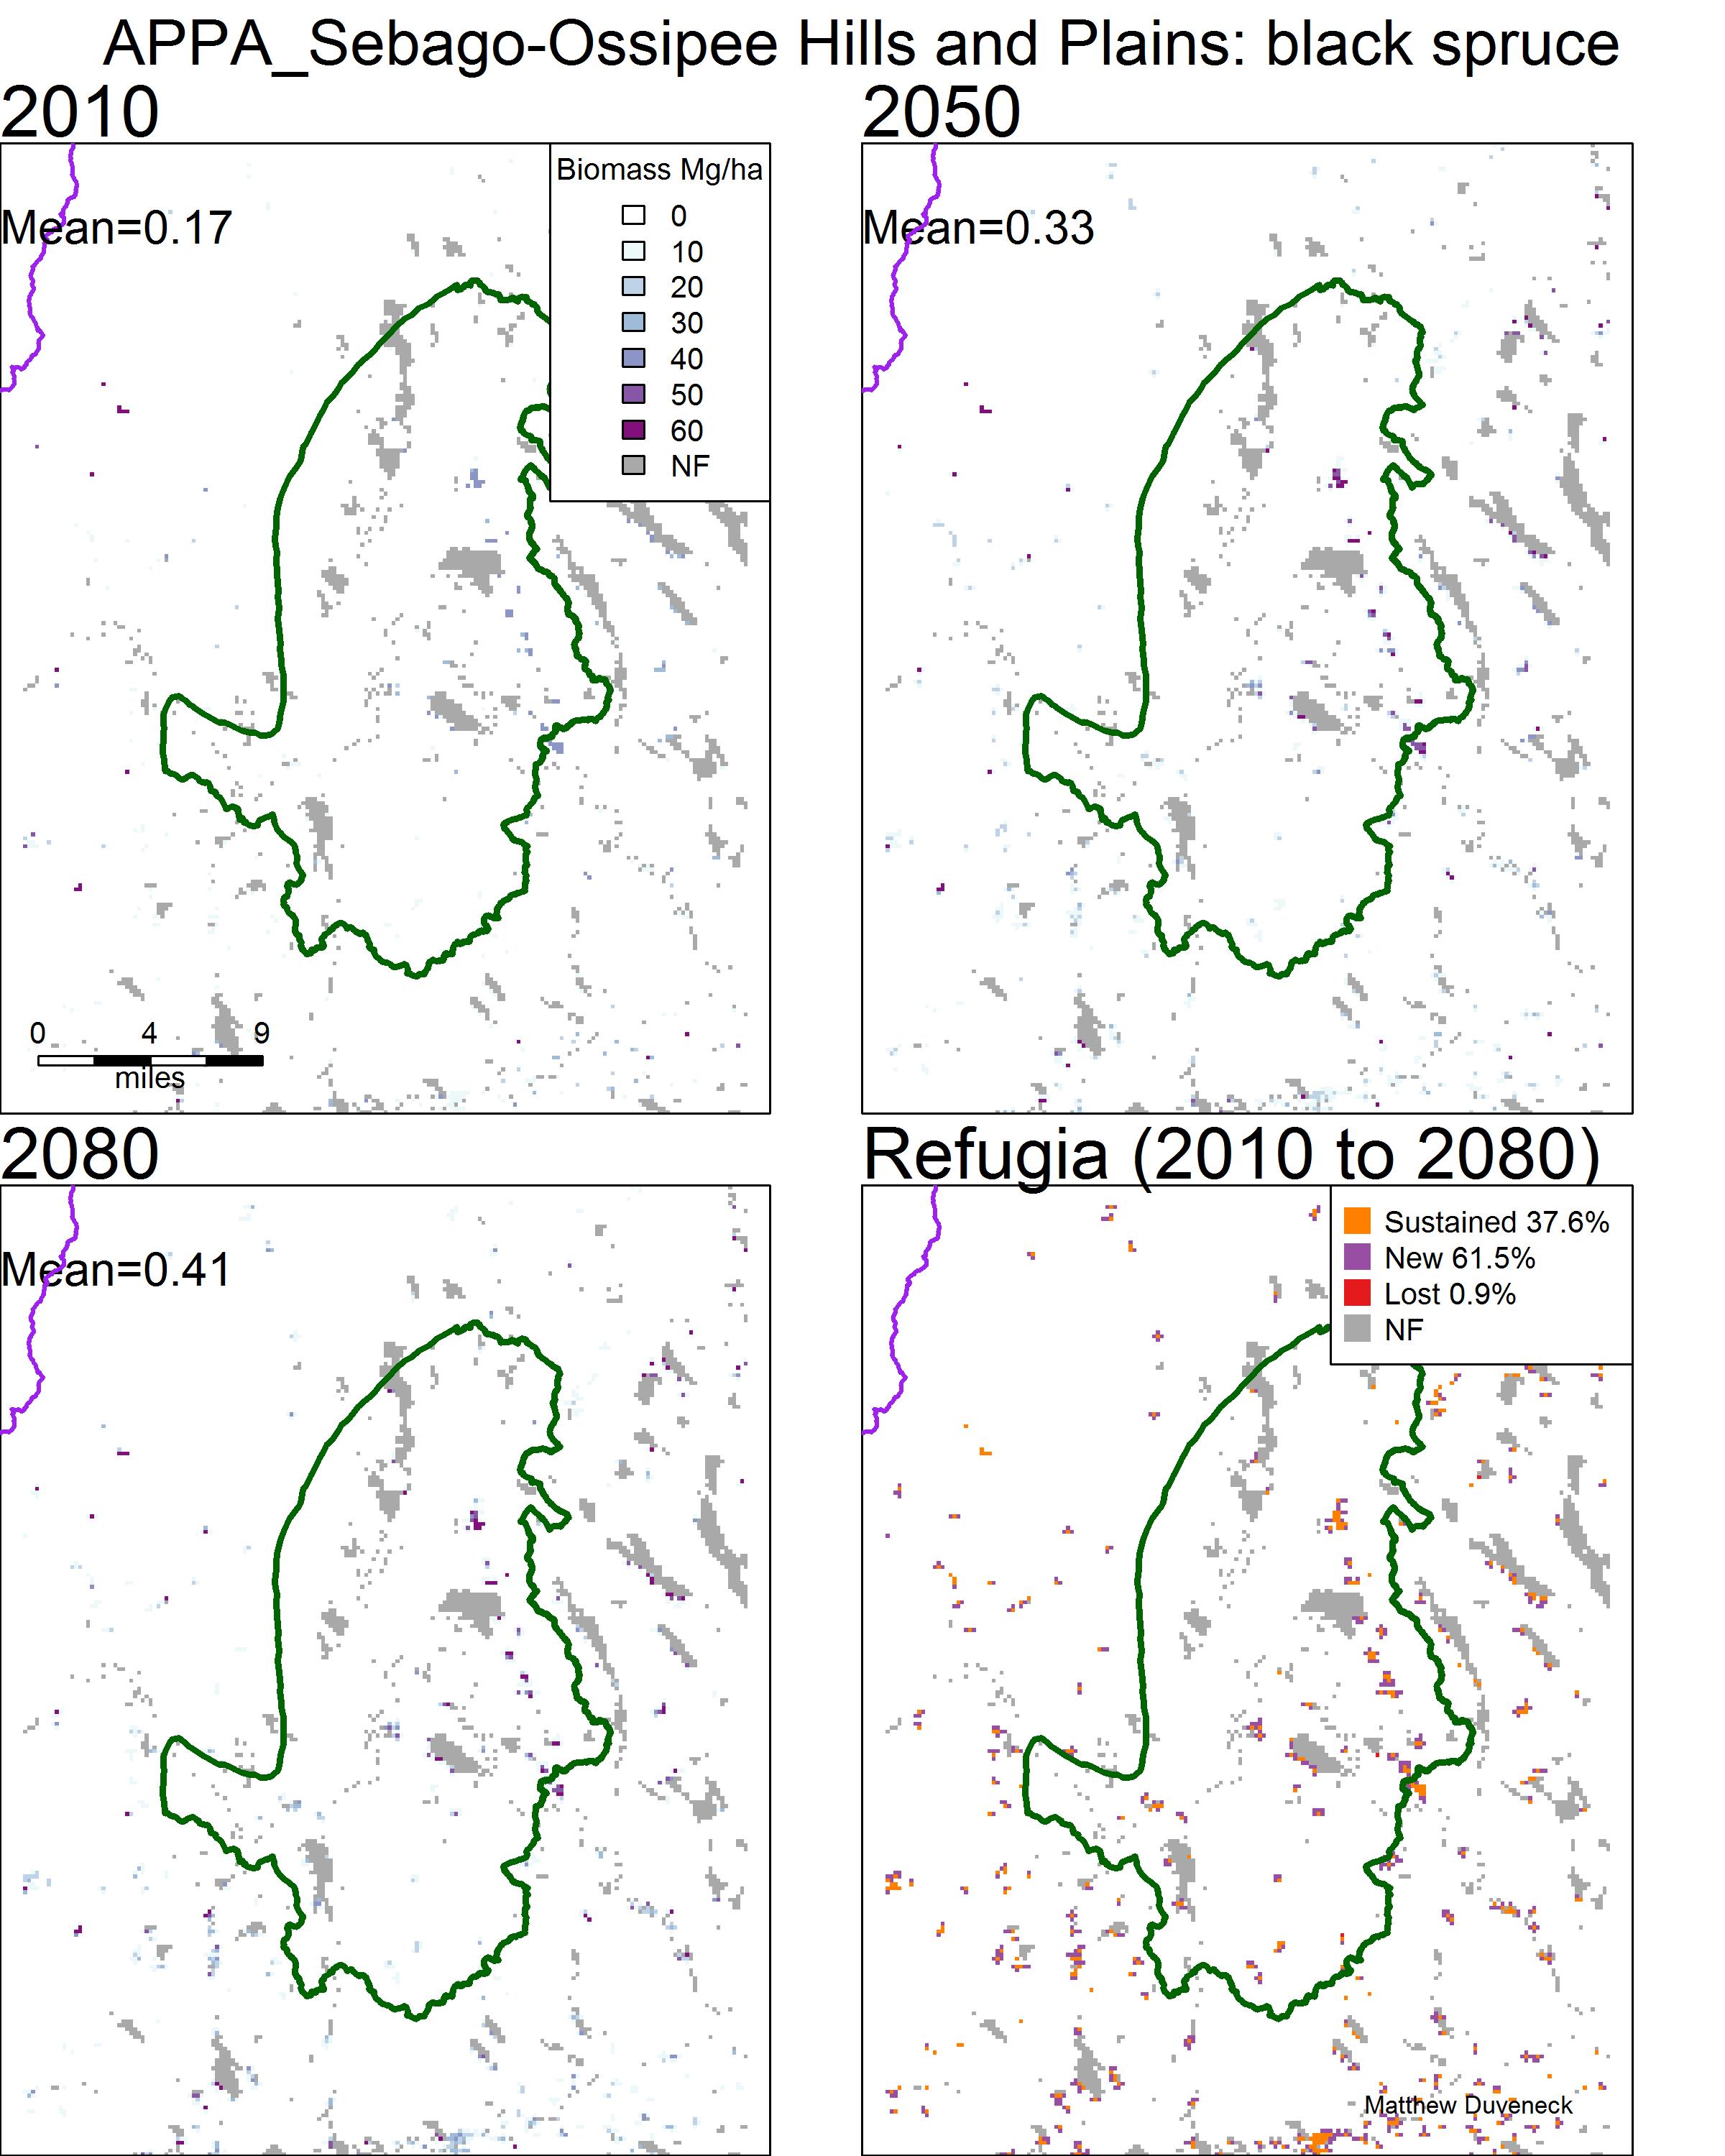 APPA_Sebago-Ossipee Hills and Plains: black spruce
2010
Mean=0.17
Biomass Mg/ha
0
10
20
30
40
50
60
NF
0 4 9
miles
2050
Mean=0.33
2080
Mean=0.41
Refugia (2010 to 2080)
Sustained 37.6%
New 61.5%
Lost 0.9%
NF
Matthew Duveneck